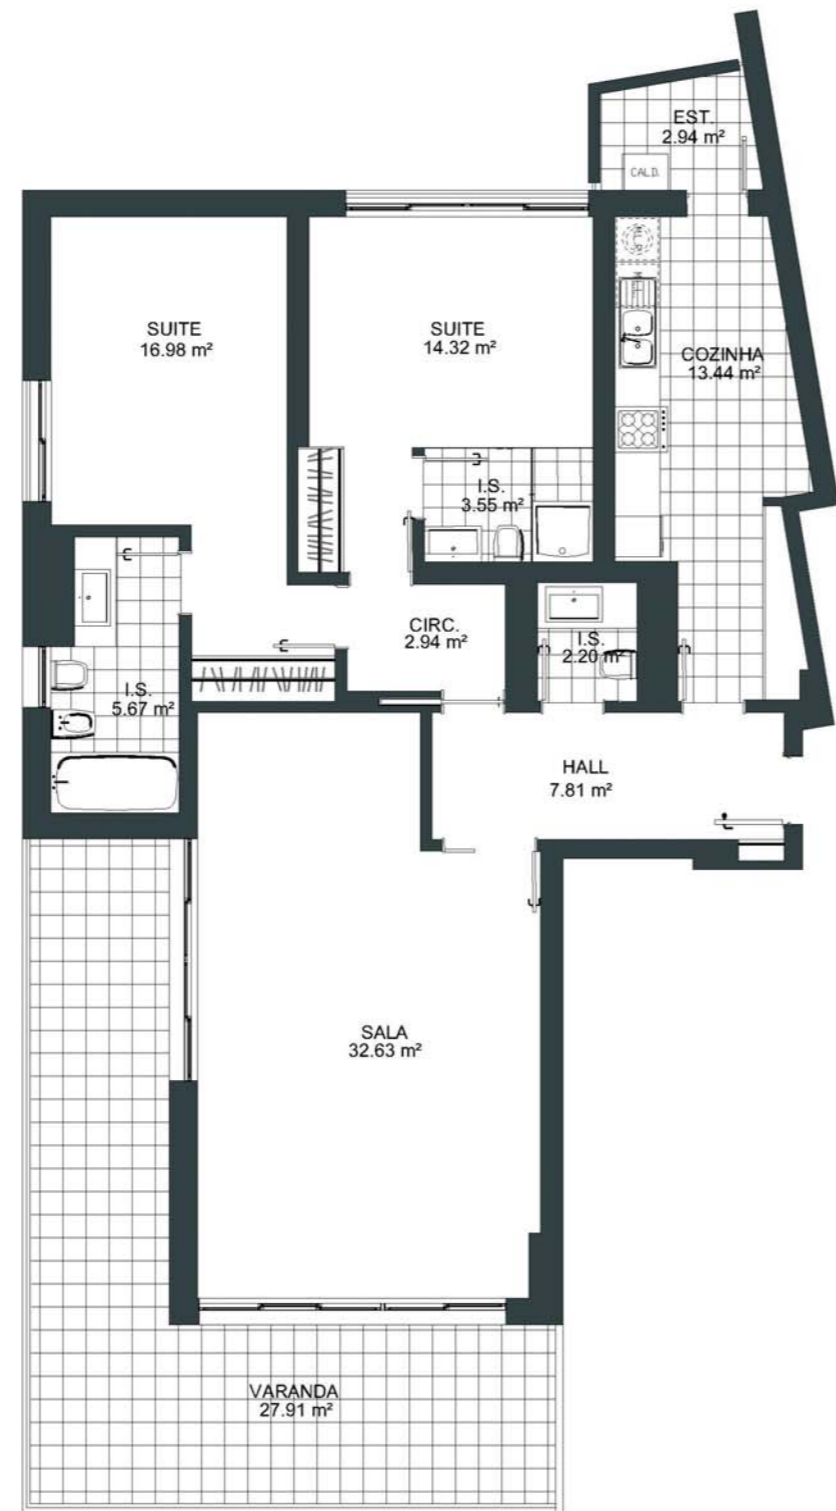 EST.
2.94 m²
CALD.
SUITE
16.98 m²
SUITE
14.32 m²
COZINHA
13.44 m²
I.S.
3.55 m²
CIRC.
2.94 m²
I.S.
2.20 m²
I.S.
5.67 m²
HALL
7.81 m²
SALA
32.63 m²
VARANDA
27.91 m²